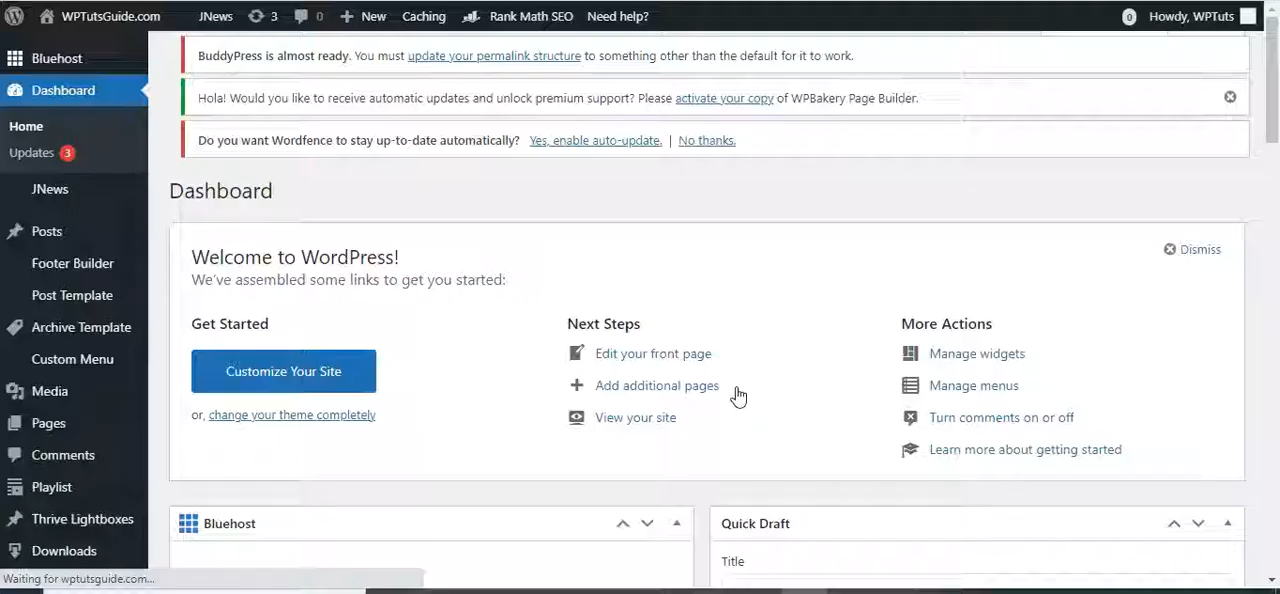 WPTutsGuide.com JNews 3 0 New Caching Rank Math SEO Need help? 0 Howdy, WPTuts
Bluehost
Dashboard
Home
Updates 3
JNews
Posts
Footer Builder
Post Template
Archive Template
Custom Menu
Media
Pages
Comments
Playlist
Thrive Lightboxes
Downloads
BuddyPress is almost ready. You must update your permalink structure to something other than the default for it to work.
Hola! Would you like to receive automatic updates and unlock premium support? Please activate your copy of WPBakery Page Builder.
Do you want Wordfence to stay up-to-date automatically? Yes, enable auto-update. | No thanks.
Dashboard
Welcome to WordPress!
Dismiss
We've assembled some links to get you started:
Get Started
Customize Your Site
or, change your theme completely
Next Steps
Edit your front page
Add additional pages
View your site
More Actions
Manage widgets
Manage menus
Turn comments on or off
Learn more about getting started
Bluehost
Quick Draft
Title
Waiting for wptutsguide.com...